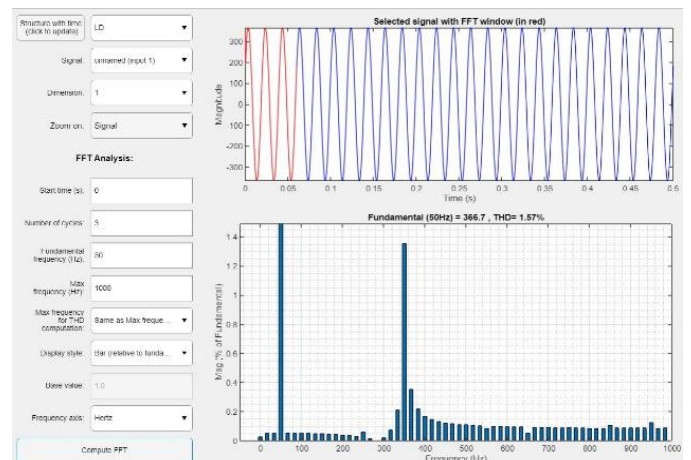 Structure with time
(click to update)
LD
Signal:
unnamed (input 1)
Dimension:
1
Zoom on:
Signal
FFT Analysis:
Start time (s):
0
Number of cycles:
3
Fundamental
frequency (Hz):
50
Max
frequency (Hz):
1000
Max frequency
for THD
computation:
Same as Max freque...
Display style:
Bar (relative to funda...
Base value:
1.0
Frequency axis:
Hertz
Compute FFT
Selected signal with FFT window (in red)
Magnitude
300
200
100
0
-100
-200
-300
0 0.05 0.1 0.15 0.2 0.25 0.3 0.35 0.4 0.45 0.5
Time (s)
Fundamental (50Hz) = 366.7 , THD= 1.57%
Mag (% of Fundamental)
1.4
1.2
1
0.8
0.6
0.4
0.2
0
0 100 200 300 400 500 600 700 800 900 1000
Frequency (Hz)